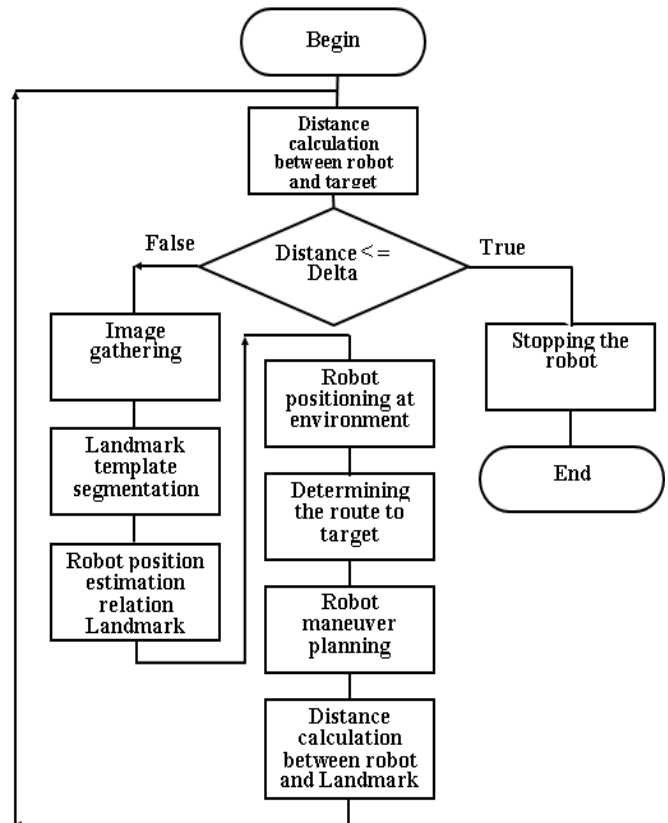 Begin
Distance
calculation
between robot
and target
False
Distance <=
Delta
True
Image
gathering
Landmark
template
segmentation
Robot position
estimation
relation
Landmark
Robot
positioning at
environment
Determining
the route to
target
Robot
maneuver
planning
Distance
calculation
between robot
and Landmark
Stopping the
robot
End